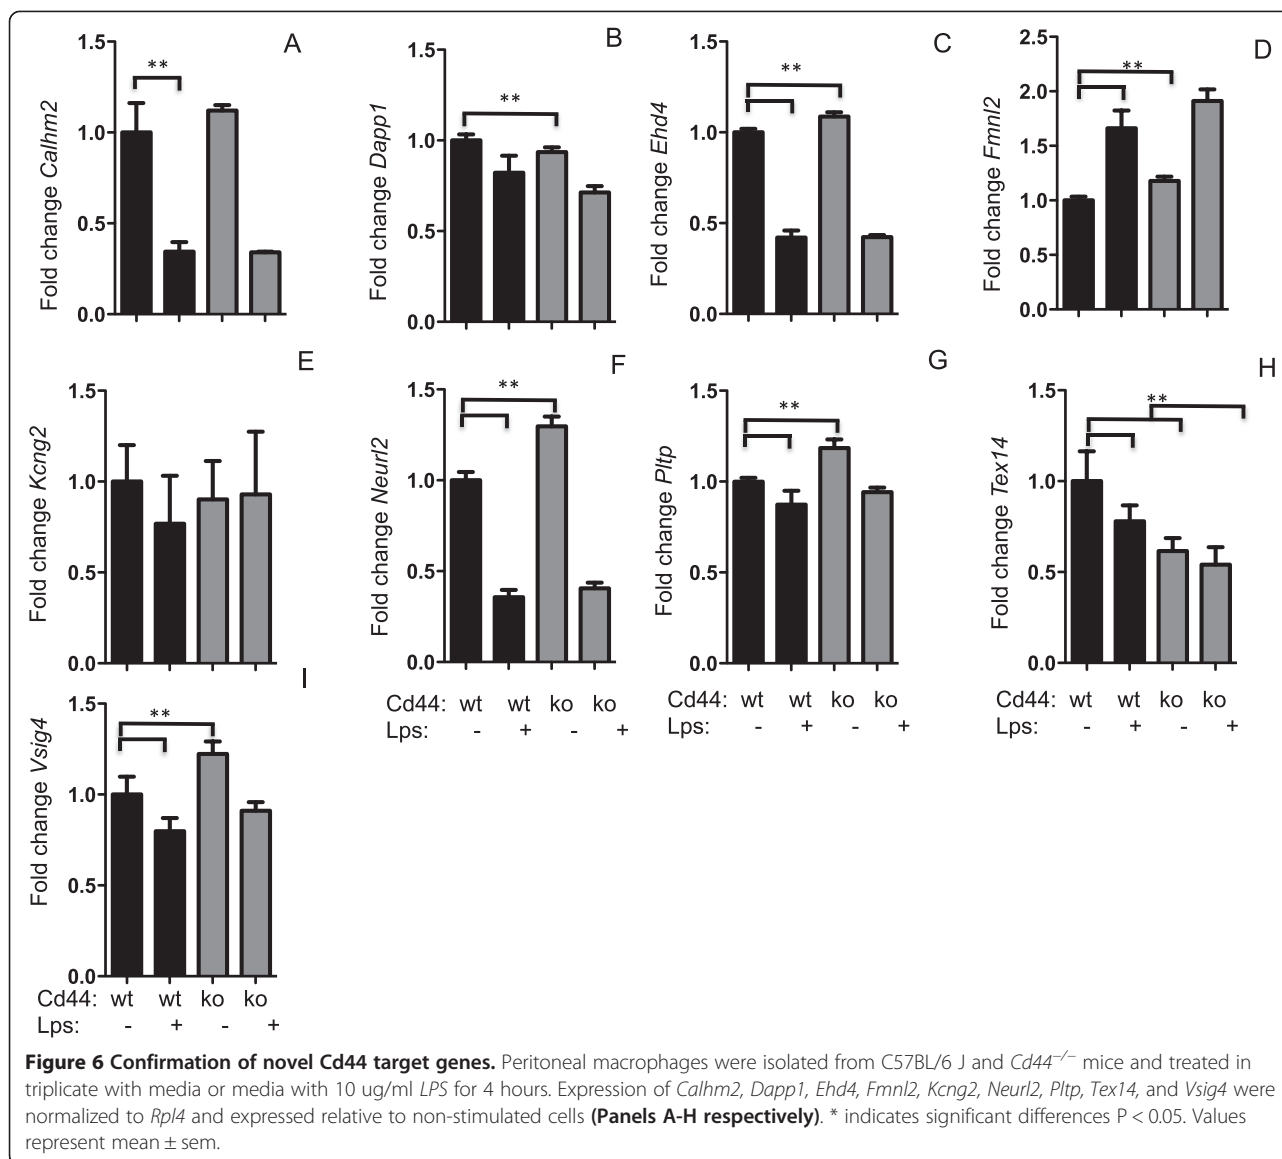 A
1.5
**
1.0
0.5
0.0
Fold change Calhm2
B
1.5
**
1.0
0.5
0.0
Fold change Dapp1
C
1.5
**
1.0
0.5
0.0
Fold change Ehd4
D
2.5
**
2.0
1.5
1.0
0.5
0.0
Fold change Fmnl2
E
1.5
1.0
0.5
0.0
Fold change Kcng2
F
1.5
**
1.0
0.5
0.0
Fold change Neurl2
Cd44: wt wt ko ko
Lps: - + - +
G
1.5
**
1.0
0.5
0.0
Fold change Pltp
Cd44: wt wt ko ko
Lps: - + - +
H
1.5
**
1.0
0.5
0.0
Fold change Tex14
Cd44: wt wt ko ko
Lps: - + - +
I
1.5
**
1.0
0.5
0.0
Fold change Vsig4
Cd44: wt wt ko ko
Lps: - + - +
Figure 6 Confirmation of novel Cd44 target genes. Peritoneal macrophages were isolated from C57BL/6 J and Cd44−/− mice and treated in
triplicate with media or media with 10 ug/ml LPS for 4 hours. Expression of Calhm2, Dapp1, Ehd4, Fmnl2, Kcng2, Neurl2, Pltp, Tex14, and Vsig4 were
normalized to Rpl4 and expressed relative to non-stimulated cells (Panels A-H respectively). * indicates significant differences P < 0.05. Values
represent mean ± sem.